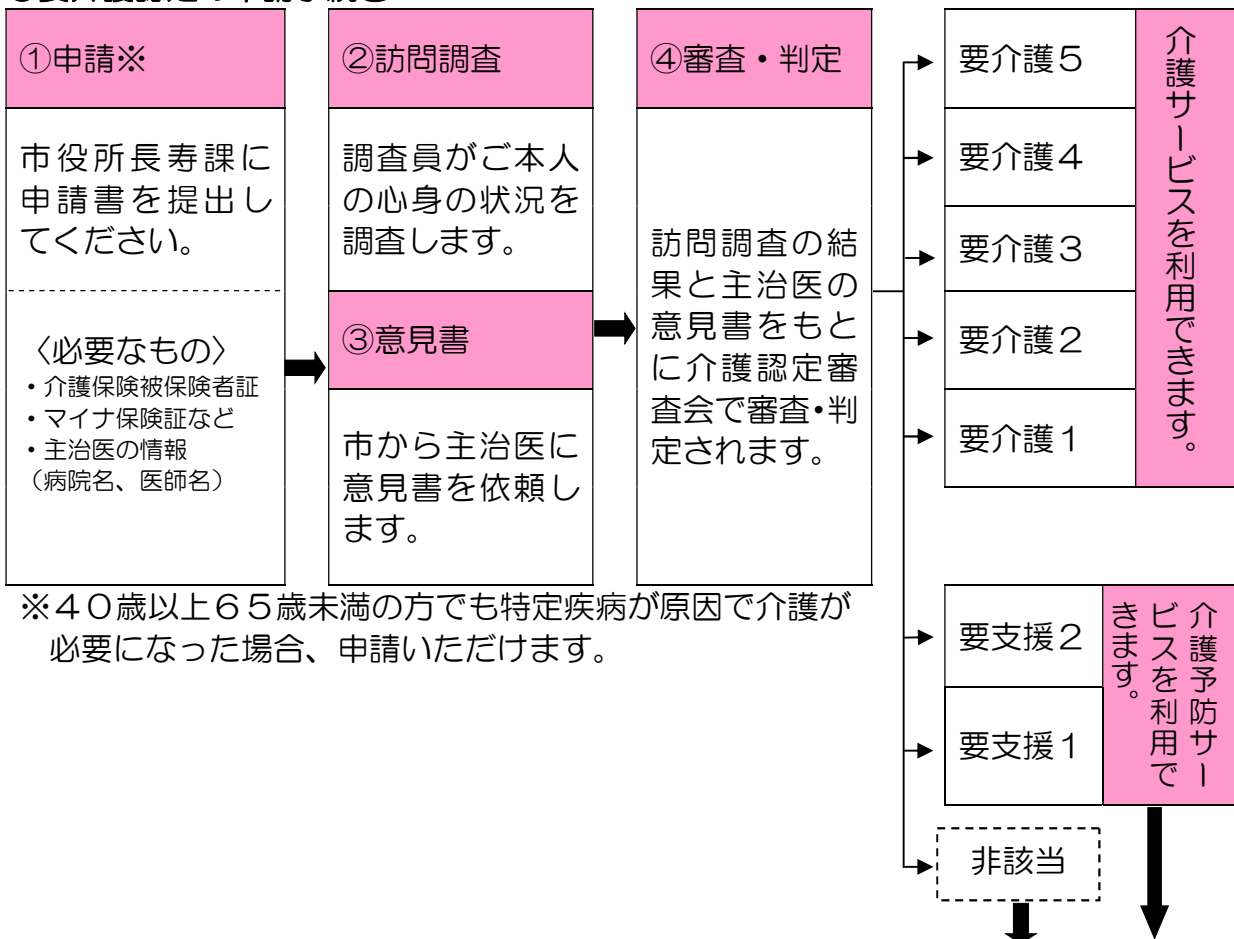 ①申請※
市役所長寿課に
申請書を提出し
てください。
〈必要なもの〉
・介護保険被保険者証
・マイナ保険証など
・主治医の情報
（病院名、医師名）
②訪問調査
調査員がご本人
の心身の状況を
調査します。
③意見書
市から主治医に
意見書を依頼し
ます。
④審査・判定
訪問調査の結
果と主治医の
意見書をもと
に介護認定審
査会で審査・判
定されます。
要介護５
要介護４
要介護３
要介護２
要介護１
介護サービスを利用できます。
要支援２
要支援１
介護予防サー
ビスを利用で
きます。
非該当
※４０歳以上６５歳未満の方でも特定疾病が原因で介護が
必要になった場合、申請いただけます。